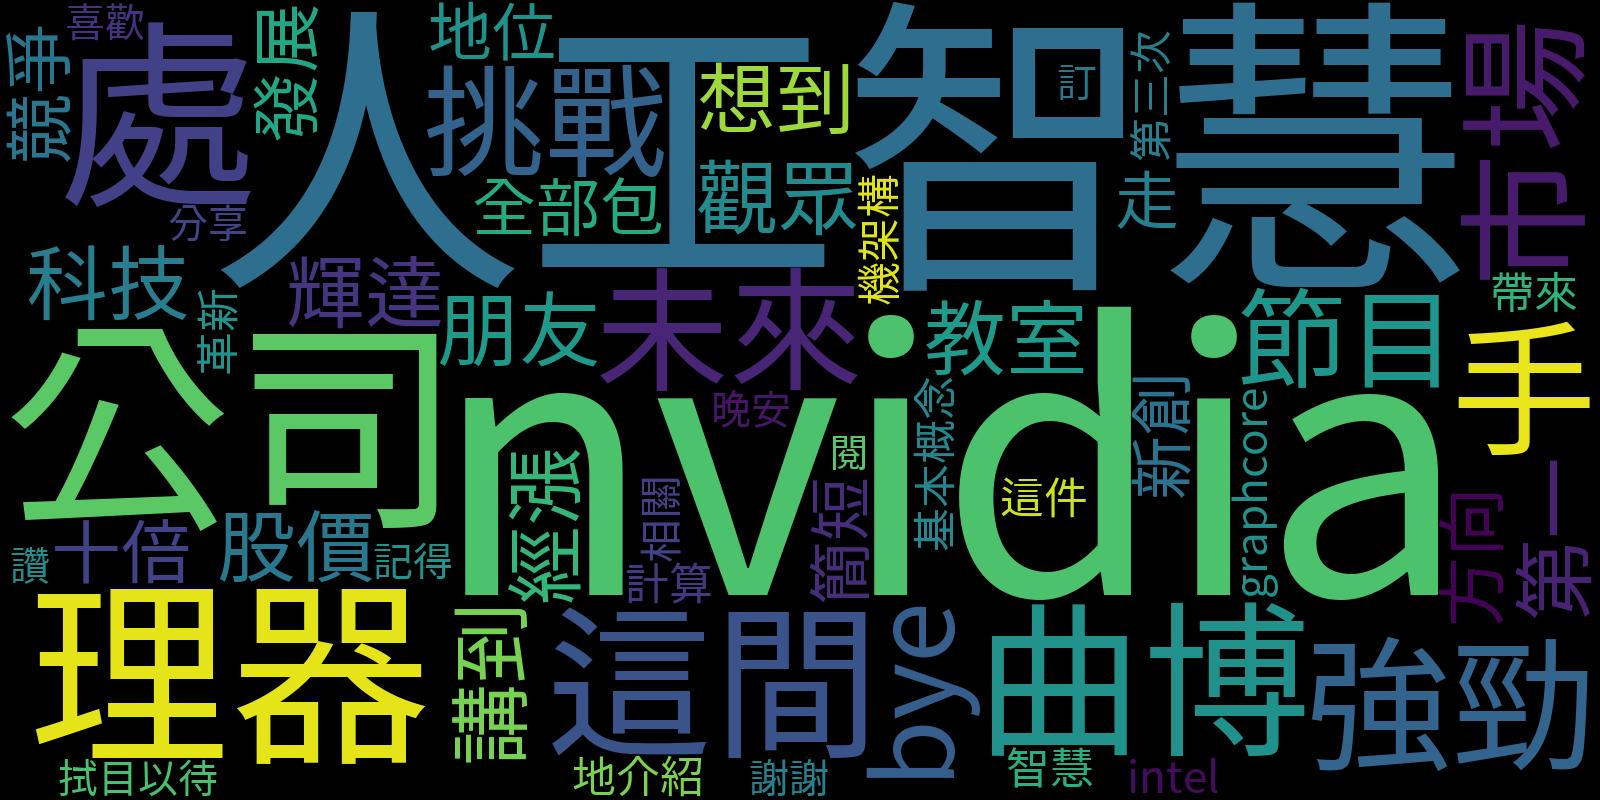 喜歡
競爭
處
發展
人工智慧
地位
挑戰
想到
訂
第三次
市場
全部包
觀眾
機架構
走
分享
科技
輝達
革新
朋友
未來
教室
節目
帶來
手
公司
nvidia
晚安
閱
基本概念
新創
graphcore
這件
經漲
相關
簡短
方向
第一
讚
十倍
股價
記得
計算
理器
講到
這間
bye
曲博
強勁
拭目以待
地介紹
謝謝
智慧
intel